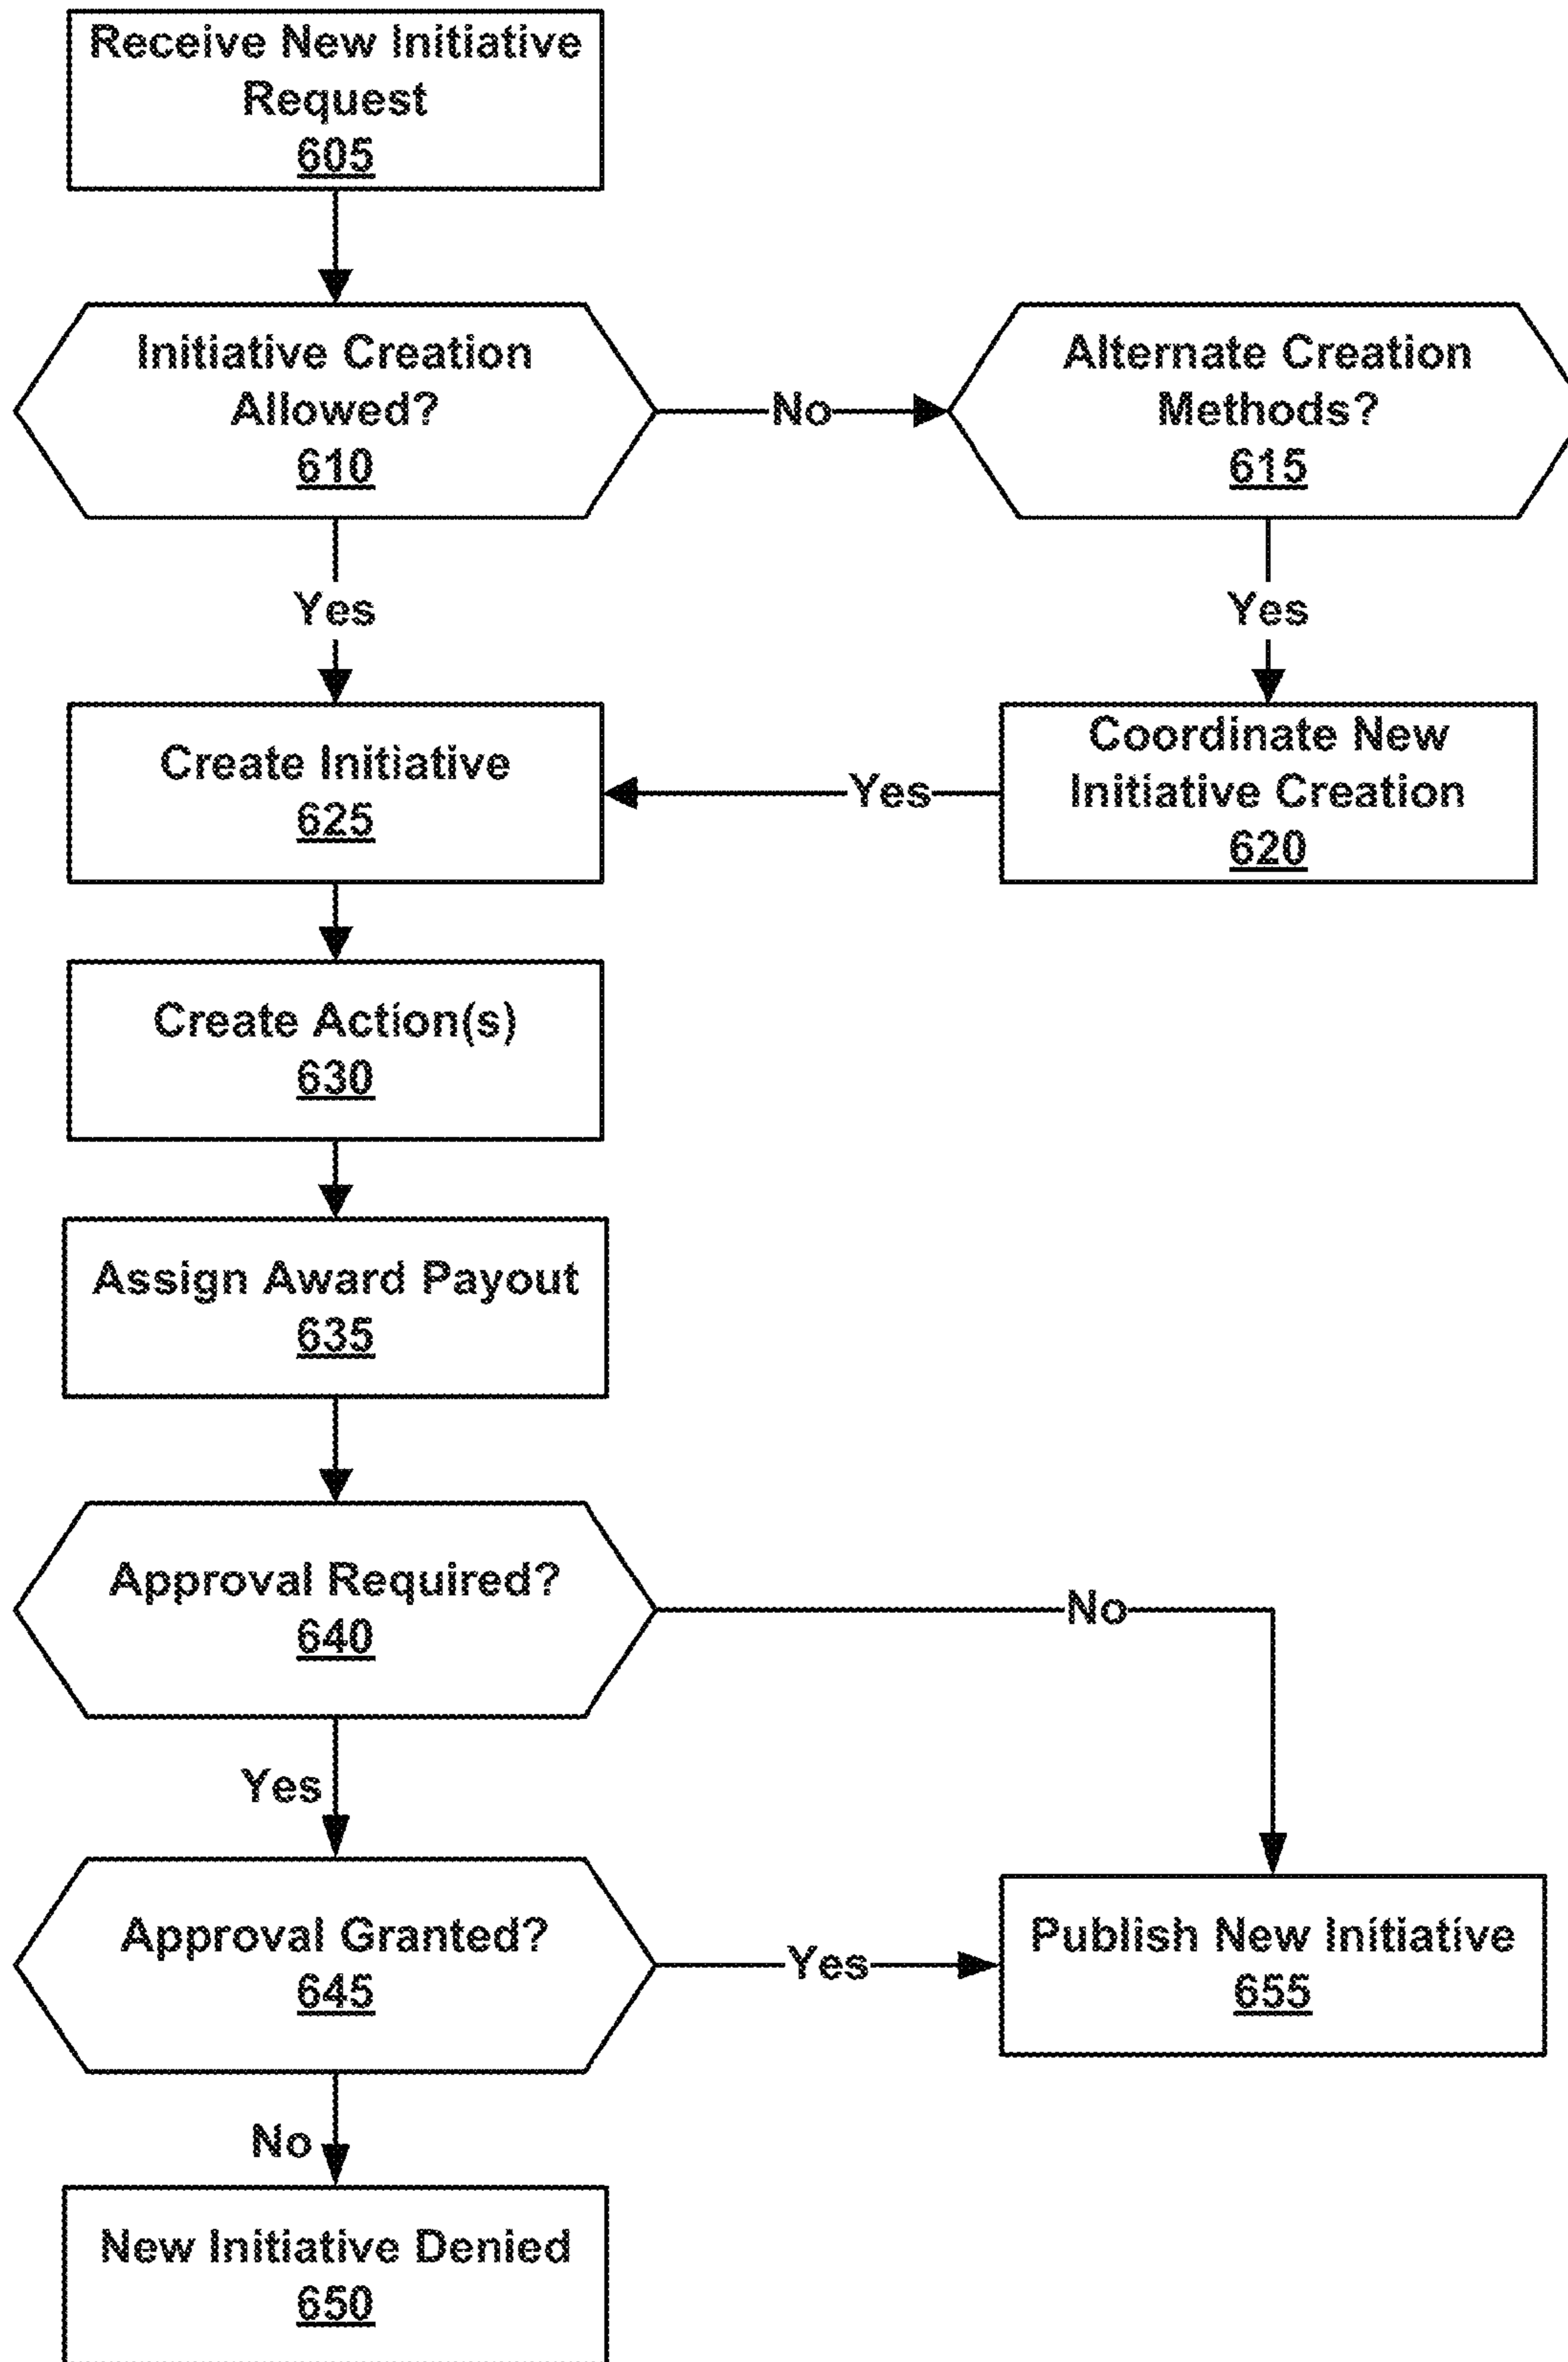 Receive New Initiative
Request
605
Initiative Creation
Allowed?
610
No
Alternate Creation
Methods?
615
Yes
Yes
Create Initiative
625
Yes
Coordinate New
Initiative Creation
620
Create Action(s)
630
Assign Award Payout
635
Approval Required?
640
No
Yes
Approval Granted?
645
Yes
Publish New Initiative
655
No
New Initiative Denied
650